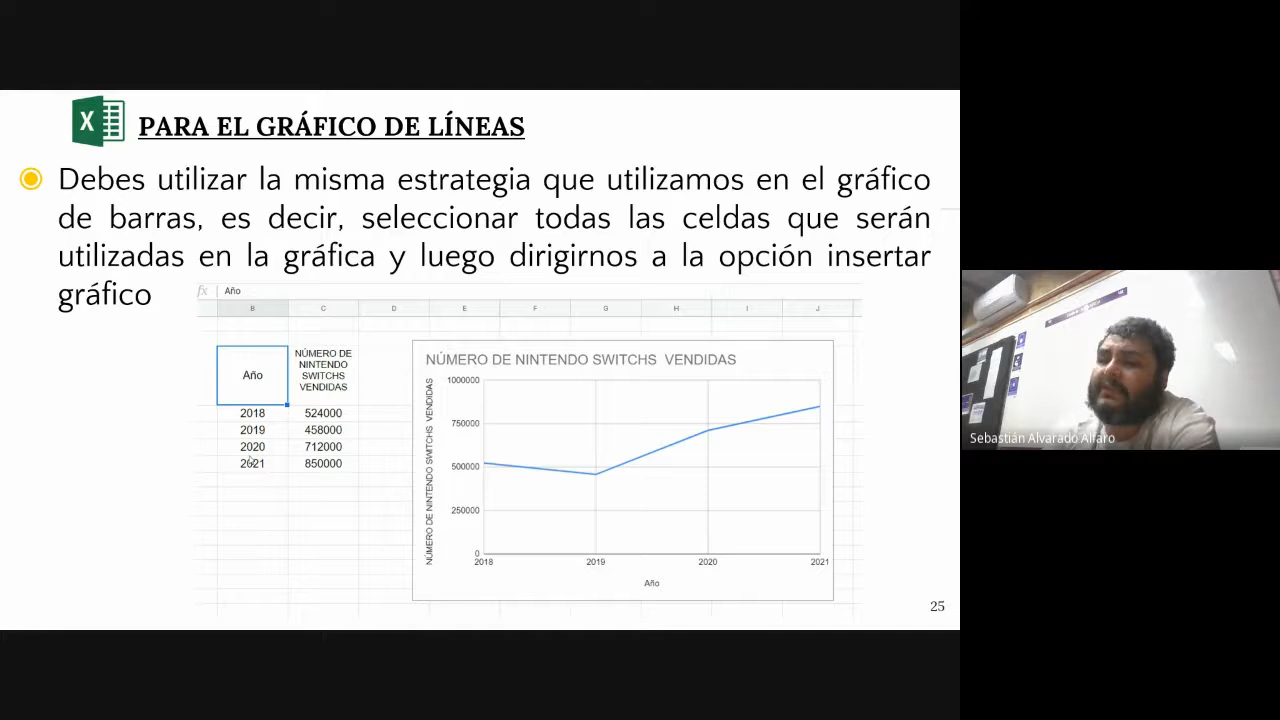 X
PARA EL GRÁFICO DE LÍNEAS
Debes utilizar la misma estrategia que utilizamos en el gráfico
de barras, es decir, seleccionar todas las celdas que serán
utilizadas en la gráfica y luego dirigirnos a la opción insertar
gráfico
fx Año
B C D E F G H I J
Año
NÚMERO DE
NINTENDO
SWITCHS
VENDIDAS
2018 524000
2019 458000
2020 712000
2021 850000
NÚMERO DE NINTENDO SWITCHS VENDIDAS
NÚMERO DE NINTENDO SWITCHS VENDIDAS
1000000
750000
500000
250000
0
2018 2019 2020 2021
Año
25
Sebastián Alvarado Alfaro